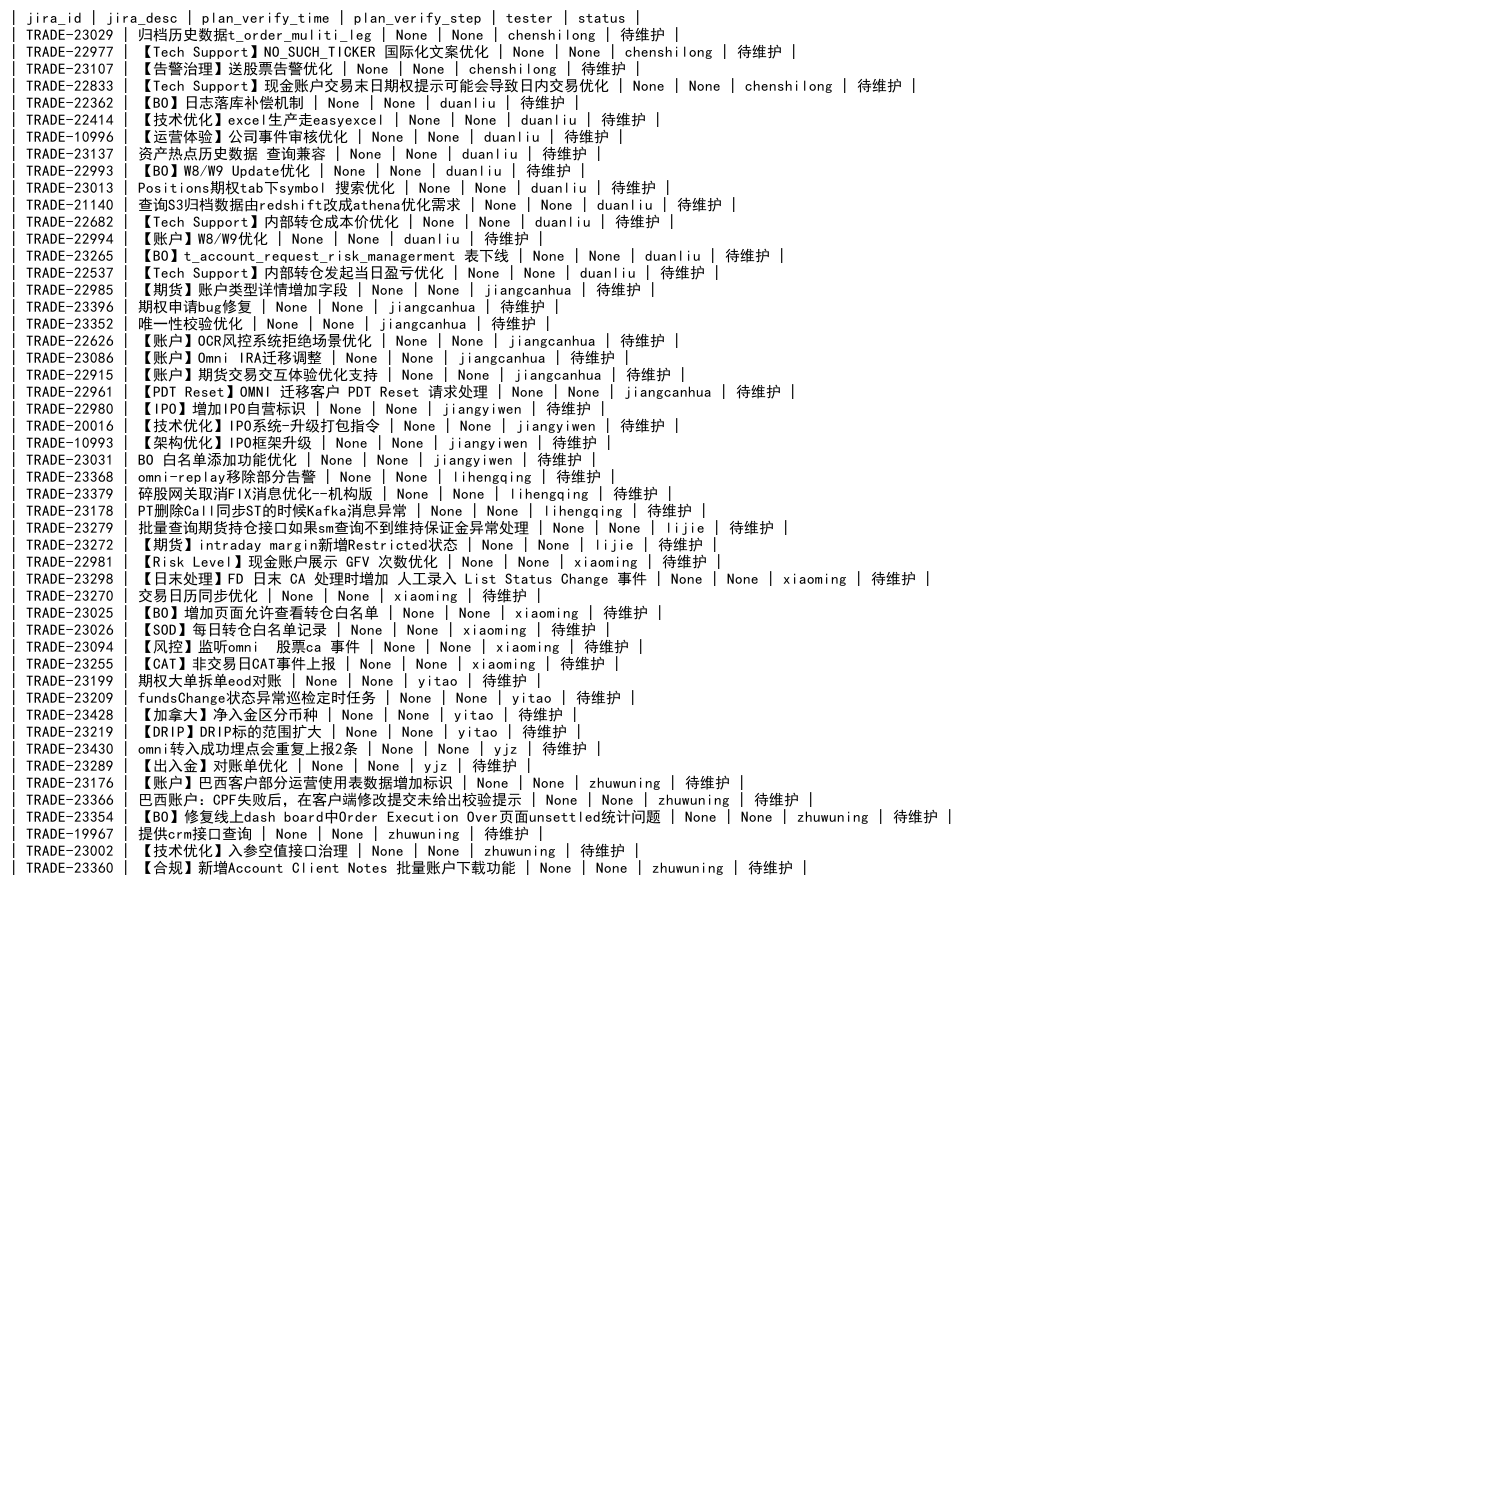 | jira_id | jira_desc | plan_verify_time | plan_verify_step | tester | status |
| TRADE-23029 | 归档历史数据t_order_muliti_leg | None | None | chenshilong | 待维护 |
| TRADE-22977 | 【Tech Support】NO_SUCH_TICKER 国际化文案优化 | None | None | chenshilong | 待维护 |
| TRADE-23107 | 【告警治理】送股票告警优化 | None | None | chenshilong | 待维护 |
| TRADE-22833 | 【Tech Support】现金账户交易末日期权提示可能会导致日内交易优化 | None | None | chenshilong | 待维护 |
| TRADE-22362 | 【BO】日志落库补偿机制 | None | None | duanliu | 待维护 |
| TRADE-22414 | 【技术优化】excel生产走easyexcel | None | None | duanliu | 待维护 |
| TRADE-10996 | 【运营体验】公司事件审核优化 | None | None | duanliu | 待维护 |
| TRADE-23137 | 资产热点历史数据 查询兼容 | None | None | duanliu | 待维护 |
| TRADE-22993 | 【BO】W8/W9 Update优化 | None | None | duanliu | 待维护 |
| TRADE-23013 | Positions期权tab下symbol 搜索优化 | None | None | duanliu | 待维护 |
| TRADE-21140 | 查询S3归档数据由redshift改成athena优化需求 | None | None | duanliu | 待维护 |
| TRADE-22682 | 【Tech Support】内部转仓成本价优化 | None | None | duanliu | 待维护 |
| TRADE-22994 | 【账户】W8/W9优化 | None | None | duanliu | 待维护 |
| TRADE-23265 | 【BO】t_account_request_risk_managerment 表下线 | None | None | duanliu | 待维护 |
| TRADE-22537 | 【Tech Support】内部转仓发起当日盈亏优化 | None | None | duanliu | 待维护 |
| TRADE-22985 | 【期货】账户类型详情增加字段 | None | None | jiangcanhua | 待维护 |
| TRADE-23396 | 期权申请bug修复 | None | None | jiangcanhua | 待维护 |
| TRADE-23352 | 唯一性校验优化 | None | None | jiangcanhua | 待维护 |
| TRADE-22626 | 【账户】OCR风控系统拒绝场景优化 | None | None | jiangcanhua | 待维护 |
| TRADE-23086 | 【账户】Omni IRA迁移调整 | None | None | jiangcanhua | 待维护 |
| TRADE-22915 | 【账户】期货交易交互体验优化支持 | None | None | jiangcanhua | 待维护 |
| TRADE-22961 | 【PDT Reset】OMNI 迁移客户 PDT Reset 请求处理 | None | None | jiangcanhua | 待维护 |
| TRADE-22980 | 【IPO】增加IPO自营标识 | None | None | jiangyiwen | 待维护 |
| TRADE-20016 | 【技术优化】IPO系统-升级打包指令 | None | None | jiangyiwen | 待维护 |
| TRADE-10993 | 【架构优化】IPO框架升级 | None | None | jiangyiwen | 待维护 |
| TRADE-23031 | BO 白名单添加功能优化 | None | None | jiangyiwen | 待维护 |
| TRADE-23368 | omni-replay移除部分告警 | None | None | lihengqing | 待维护 |
| TRADE-23379 | 碎股网关取消FIX消息优化--机构版 | None | None | lihengqing | 待维护 |
| TRADE-23178 | PT删除Call同步ST的时候Kafka消息异常 | None | None | lihengqing | 待维护 |
| TRADE-23279 | 批量查询期货持仓接口如果sm查询不到维持保证金异常处理 | None | None | lijie | 待维护 |
| TRADE-23272 | 【期货】intraday margin新增Restricted状态 | None | None | lijie | 待维护 |
| TRADE-22981 | 【Risk Level】现金账户展示 GFV 次数优化 | None | None | xiaoming | 待维护 |
| TRADE-23298 | 【日末处理】FD 日末 CA 处理时增加 人工录入 List Status Change 事件 | None | None | xiaoming | 待维护 |
| TRADE-23270 | 交易日历同步优化 | None | None | xiaoming | 待维护 |
| TRADE-23025 | 【BO】增加页面允许查看转仓白名单 | None | None | xiaoming | 待维护 |
| TRADE-23026 | 【SOD】每日转仓白名单记录 | None | None | xiaoming | 待维护 |
| TRADE-23094 | 【风控】监听omni  股票ca 事件 | None | None | xiaoming | 待维护 |
| TRADE-23255 | 【CAT】非交易日CAT事件上报 | None | None | xiaoming | 待维护 |
| TRADE-23199 | 期权大单拆单eod对账 | None | None | yitao | 待维护 |
| TRADE-23209 | fundsChange状态异常巡检定时任务 | None | None | yitao | 待维护 |
| TRADE-23428 | 【加拿大】净入金区分币种 | None | None | yitao | 待维护 |
| TRADE-23219 | 【DRIP】DRIP标的范围扩大 | None | None | yitao | 待维护 |
| TRADE-23430 | omni转入成功埋点会重复上报2条 | None | None | yjz | 待维护 |
| TRADE-23289 | 【出入金】对账单优化 | None | None | yjz | 待维护 |
| TRADE-23176 | 【账户】巴西客户部分运营使用表数据增加标识 | None | None | zhuwuning | 待维护 |
| TRADE-23366 | 巴西账户：CPF失败后，在客户端修改提交未给出校验提示 | None | None | zhuwuning | 待维护 |
| TRADE-23354 | 【BO】修复线上dash board中Order Execution Over页面unsettled统计问题 | None | None | zhuwuning | 待维护 |
| TRADE-19967 | 提供crm接口查询 | None | None | zhuwuning | 待维护 |
| TRADE-23002 | 【技术优化】入参空值接口治理 | None | None | zhuwuning | 待维护 |
| TRADE-23360 | 【合规】新增Account Client Notes 批量账户下载功能 | None | None | zhuwuning | 待维护 |